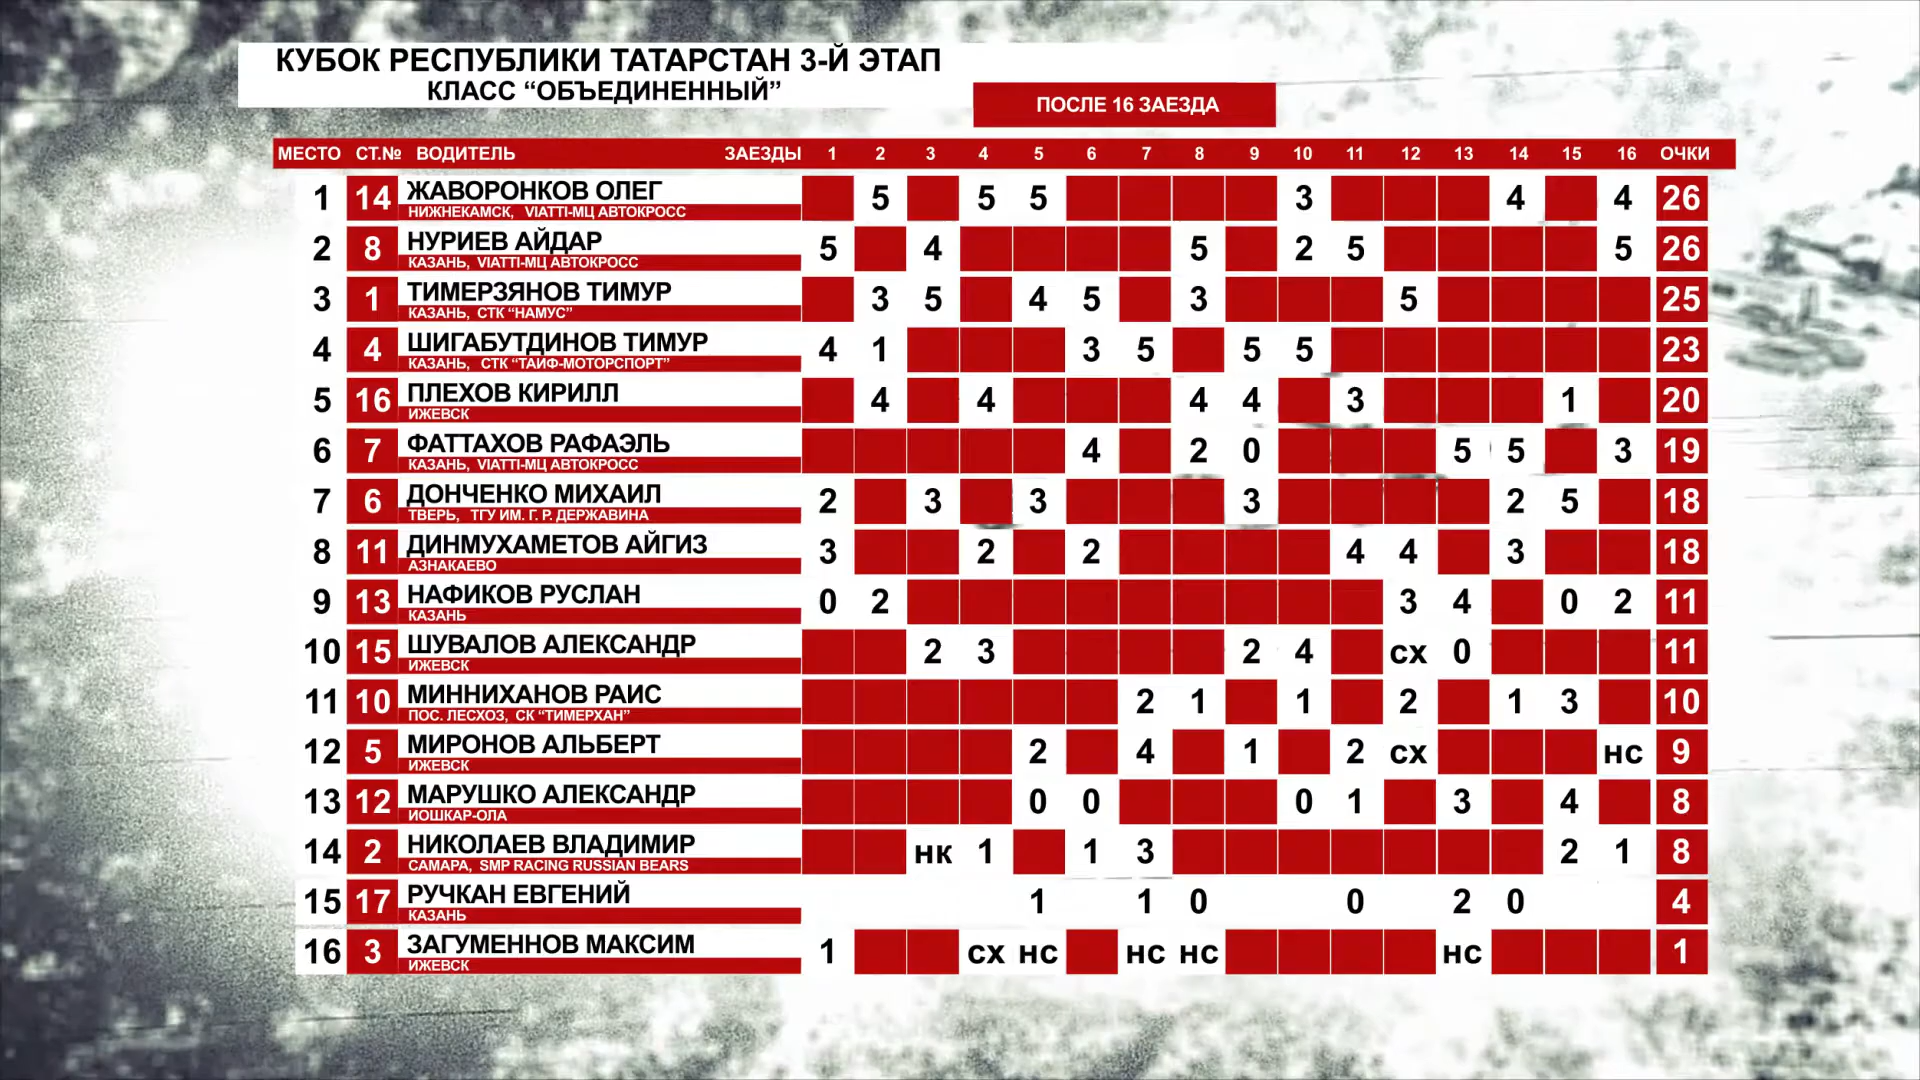 КУБОК РЕСПУБЛИКИ ТАТАРСТАН 3-Й ЭТАП
КЛАСС “ОБЪЕДИНЕННЫЙ”
ПОСЛЕ 16 ЗАЕЗДА
МЕСТО СТ.№ ВОДИТЕЛЬ ЗАЕЗДЫ 1 2 3 4 5 6 7 8 9 10 11 12 13 14 15 16 ОЧКИ
1 14 ЖАВОРОНКОВ ОЛЕГ 5 5 5 3 4 4 26
НИЖНЕКАМСК, VIATTI-МЦ АВТОКРОСС
2 8 НУРИЕВ АЙДАР 5 4 5 2 5 5 26
КАЗАНЬ, VIATTI-МЦ АВТОКРОСС
3 1 ТИМЕРЗЯНОВ ТИМУР 3 5 4 5 3 5 25
КАЗАНЬ, СТК “НАМУС”
4 4 ШИГАБУТДИНОВ ТИМУР 4 1 3 5 5 5 23
КАЗАНЬ, СТК “ТАИФ-МОТОРСПОРТ”
5 16 ПЛЕХОВ КИРИЛЛ 4 4 4 4 3 1 20
ИЖЕВСК
6 7 ФАТТАХОВ РАФАЭЛЬ 4 2 0 5 5 3 19
КАЗАНЬ, VIATTI-МЦ АВТОКРОСС
7 6 ДОНЧЕНКО МИХАИЛ 2 3 3 3 2 5 18
ТВЕРЬ, ТГУ ИМ. Г. Р. ДЕРЖАВИНА
8 11 ДИНМУХАМЕТОВ АЙГИЗ 3 2 2 4 4 3 18
АЗНАКАЕВО
9 13 НАФИКОВ РУСЛАН 0 2 3 4 0 2 11
КАЗАНЬ
10 15 ШУВАЛОВ АЛЕКСАНДР 2 3 2 4 сх 0 11
ИЖЕВСК
11 10 МИННИХАНОВ РАИС 2 1 1 2 1 3 10
ПОС. ЛЕСХОЗ, СК “ТИМЕРХАН”
12 5 МИРОНОВ АЛЬБЕРТ 2 4 1 2 сх нс 9
ИЖЕВСК
13 12 МАРУШКО АЛЕКСАНДР 0 0 0 1 3 4 8
ИОШКАР-ОЛА
14 2 НИКОЛАЕВ ВЛАДИМИР нк 1 1 3 2 1 8
САМАРА, SMP RACING RUSSIAN BEARS
15 17 РУЧКАН ЕВГЕНИЙ 1 1 0 0 2 0 4
КАЗАНЬ
16 3 ЗАГУМЕННОВ МАКСИМ 1 сх нс нс нс нс 1
ИЖЕВСК